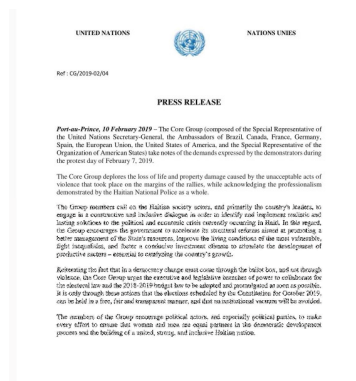 UNITED NATIONS NATIONS UNIES
Ref : CG/2019-02/04
PRESS RELEASE
Port-au-Prince, 10 February 2019 – The Core Group (composed of the Special Representative of
the United Nations Secretary-General, the Ambassadors of Brazil, Canada, France, Germany,
Spain, the European Union, the United States of America, and the Special Representative of the
Organization of American States) take notes of the demands expressed by the demonstrators during
the protest day of February 7, 2019.
The Core Group deplores the loss of life and property damage caused by the unacceptable acts of
violence that took place on the margins of the rallies, while acknowledging the professionalism
demonstrated by the Haitian National Police as a whole.
The Group members call on the Haitian society actors, and primarily the country's leaders, to
engage in a constructive and inclusive dialogue in order to identify and implement realistic and
lasting solutions to the political and economic crisis currently occurring in Haiti. In this regard,
the Group encourages the government to accelerate its structural reforms aimed at promoting a
better management of the State's resources, improve the living conditions of the most vulnerable,
fight inequalities, and foster a conducive investment climate to stimulate the development of
productive sectors – essential to catalyzing the country's growth.
Reiterating the fact that in a democracy change must come through the ballot box, and not through
violence, the Core Group urges the executive and legislative branches of power to collaborate for
the electoral law and the 2018-2019 budget law to be adopted and promulgated as soon as possible.
It is only through these actions that the elections scheduled by the Constitution for October 2019,
can be held in a free, fair and transparent manner, and that an institutional vacuum will be avoided.
The members of the Group encourage political actors, and especially political parties, to make
every effort to ensure that women and men are equal partners in the democratic development
process and the building of a united, strong, and inclusive Haitian nation.